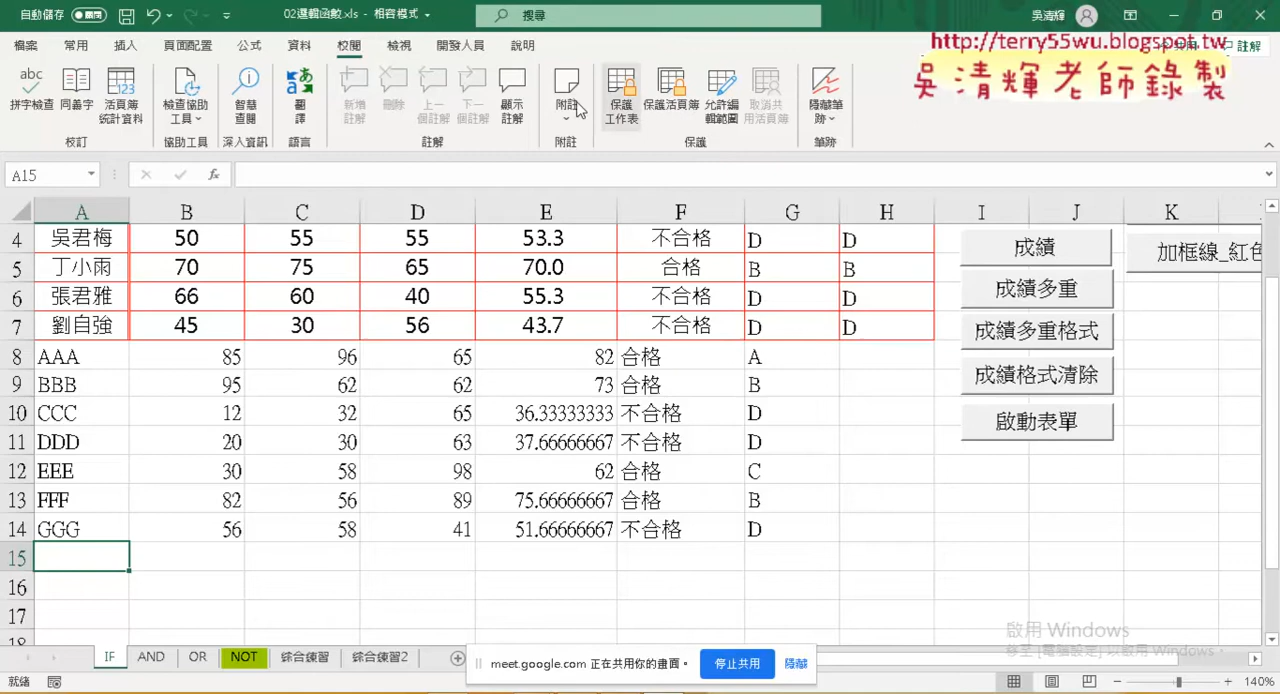 自動儲存 02邏輯函數.xls - 相容模式 搜尋 吳清輝
http://terry55wu.blogspot.tw
吳清輝老師錄製
檔案 常用 插入 頁面配置 公式 資料 校閱 檢視 開發人員 說明 註解
拼字檢查 同義字 活頁簿統計資料 檢查協助工具 智慧查閱 翻譯 新增註解 刪除 上一個註解 下一個註解 顯示註解 附註 保護工作表 保護活頁簿 允許編輯範圍 取消共用活頁簿 隱藏筆跡
校訂 協助工具 深入資訊 語言 註解 附註 保護 筆跡
A15 fx
A B C D E F G H I J K
4 吳君梅 50 55 55 53.3 不合格 D D 成績 加框線_紅色
5 丁小雨 70 75 65 70.0 合格 B B 成績多重
6 張君雅 66 60 40 55.3 不合格 D D
7 劉自強 45 30 56 43.7 不合格 D D 成績多重格式
8 AAA 85 96 65 82 合格 A
9 BBB 95 62 62 73 合格 B 成績格式清除
10 CCC 12 32 65 36.33333333 不合格 D 啟動表單
11 DDD 20 30 63 37.66666667 不合格 D
12 EEE 30 58 98 62 合格 C
13 FFF 82 56 89 75.66666667 合格 B
14 GGG 56 58 41 51.66666667 不合格 D
15
16
17
18
啟用 Windows
移至 [電腦設定] 以啟用 Windows。
IF AND OR NOT 綜合練習 綜合練習2
meet.google.com 正在共用你的畫面。 停止共用 隱藏
就緒 140%